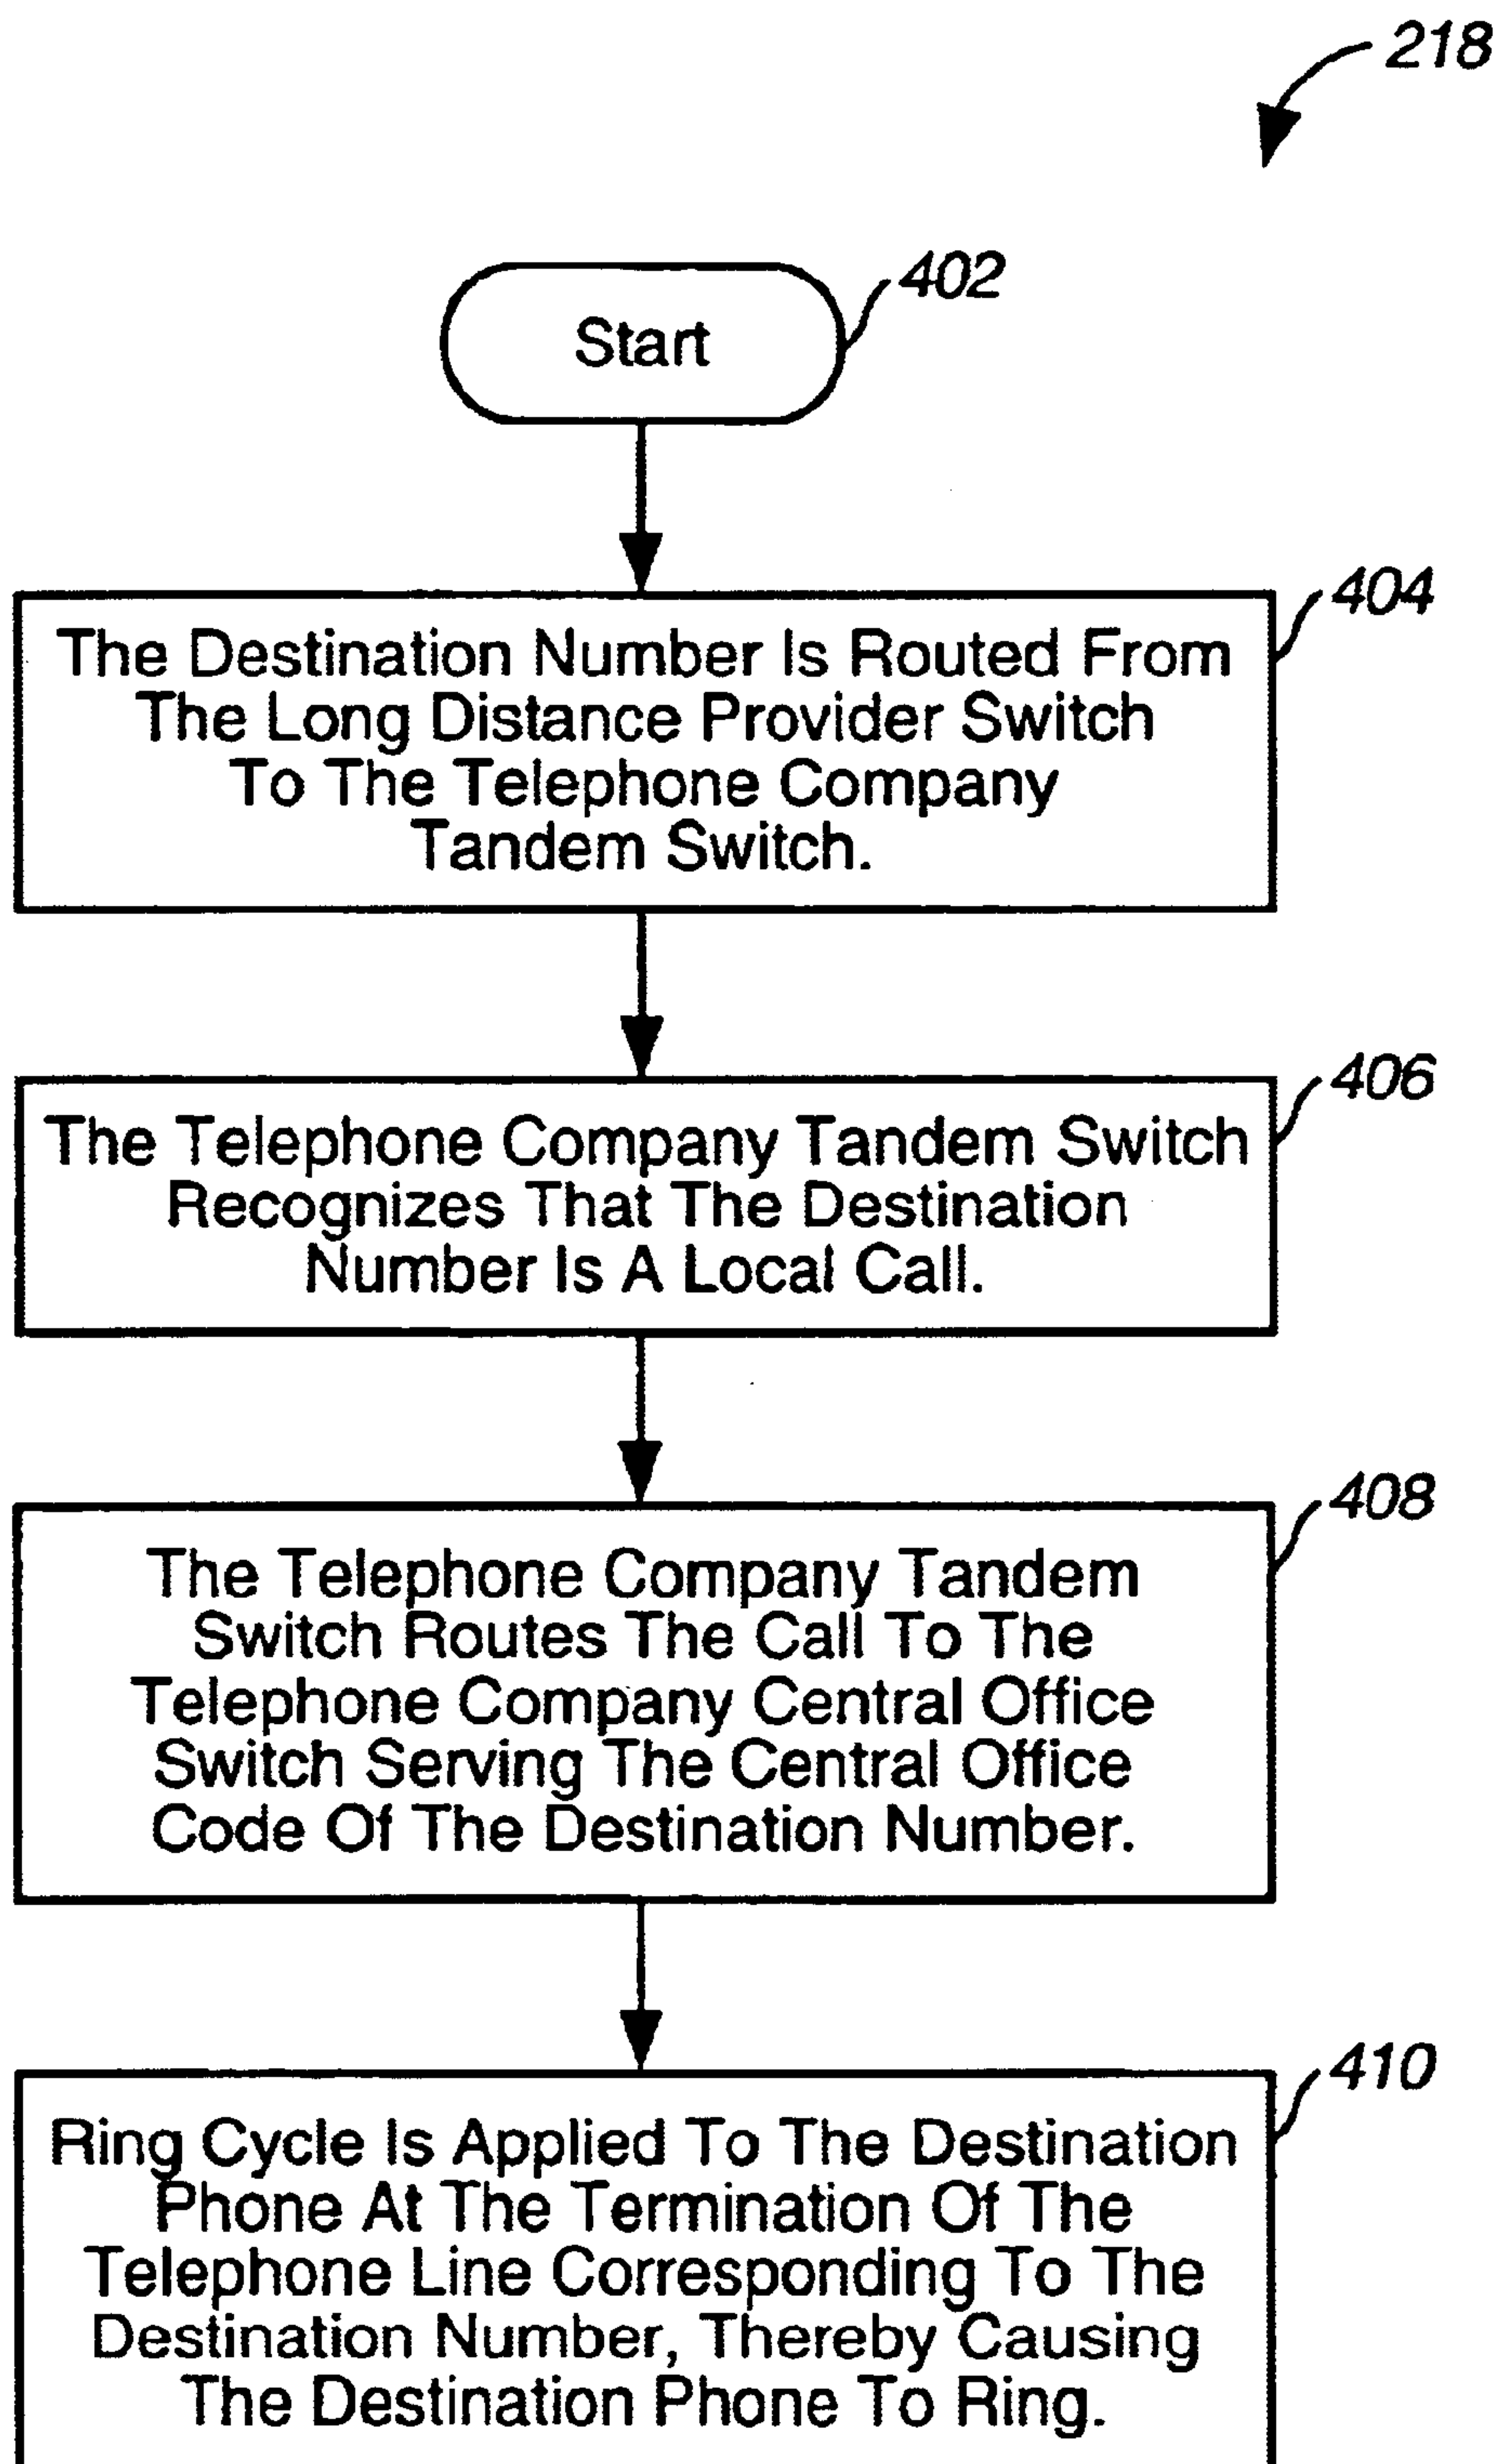 218
402
Start
404
The Destination Number Is Routed From
The Long Distance Provider Switch
To The Telephone Company
Tandem Switch.
406
The Telephone Company Tandem Switch
Recognizes That The Destination
Number Is A Local Call.
408
The Telephone Company Tandem
Switch Routes The Call To The
Telephone Company Central Office
Switch Serving The Central Office
Code Of The Destination Number.
410
Ring Cycle Is Applied To The Destination
Phone At The Termination Of The
Telephone Line Corresponding To The
Destination Number, Thereby Causing
The Destination Phone To Ring.